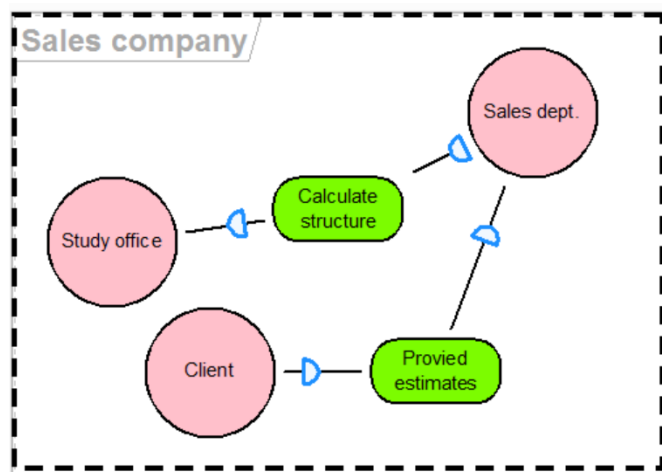 Sales company
Sales dept.
Calculate
structure
Study office
Client
Provied
estimates